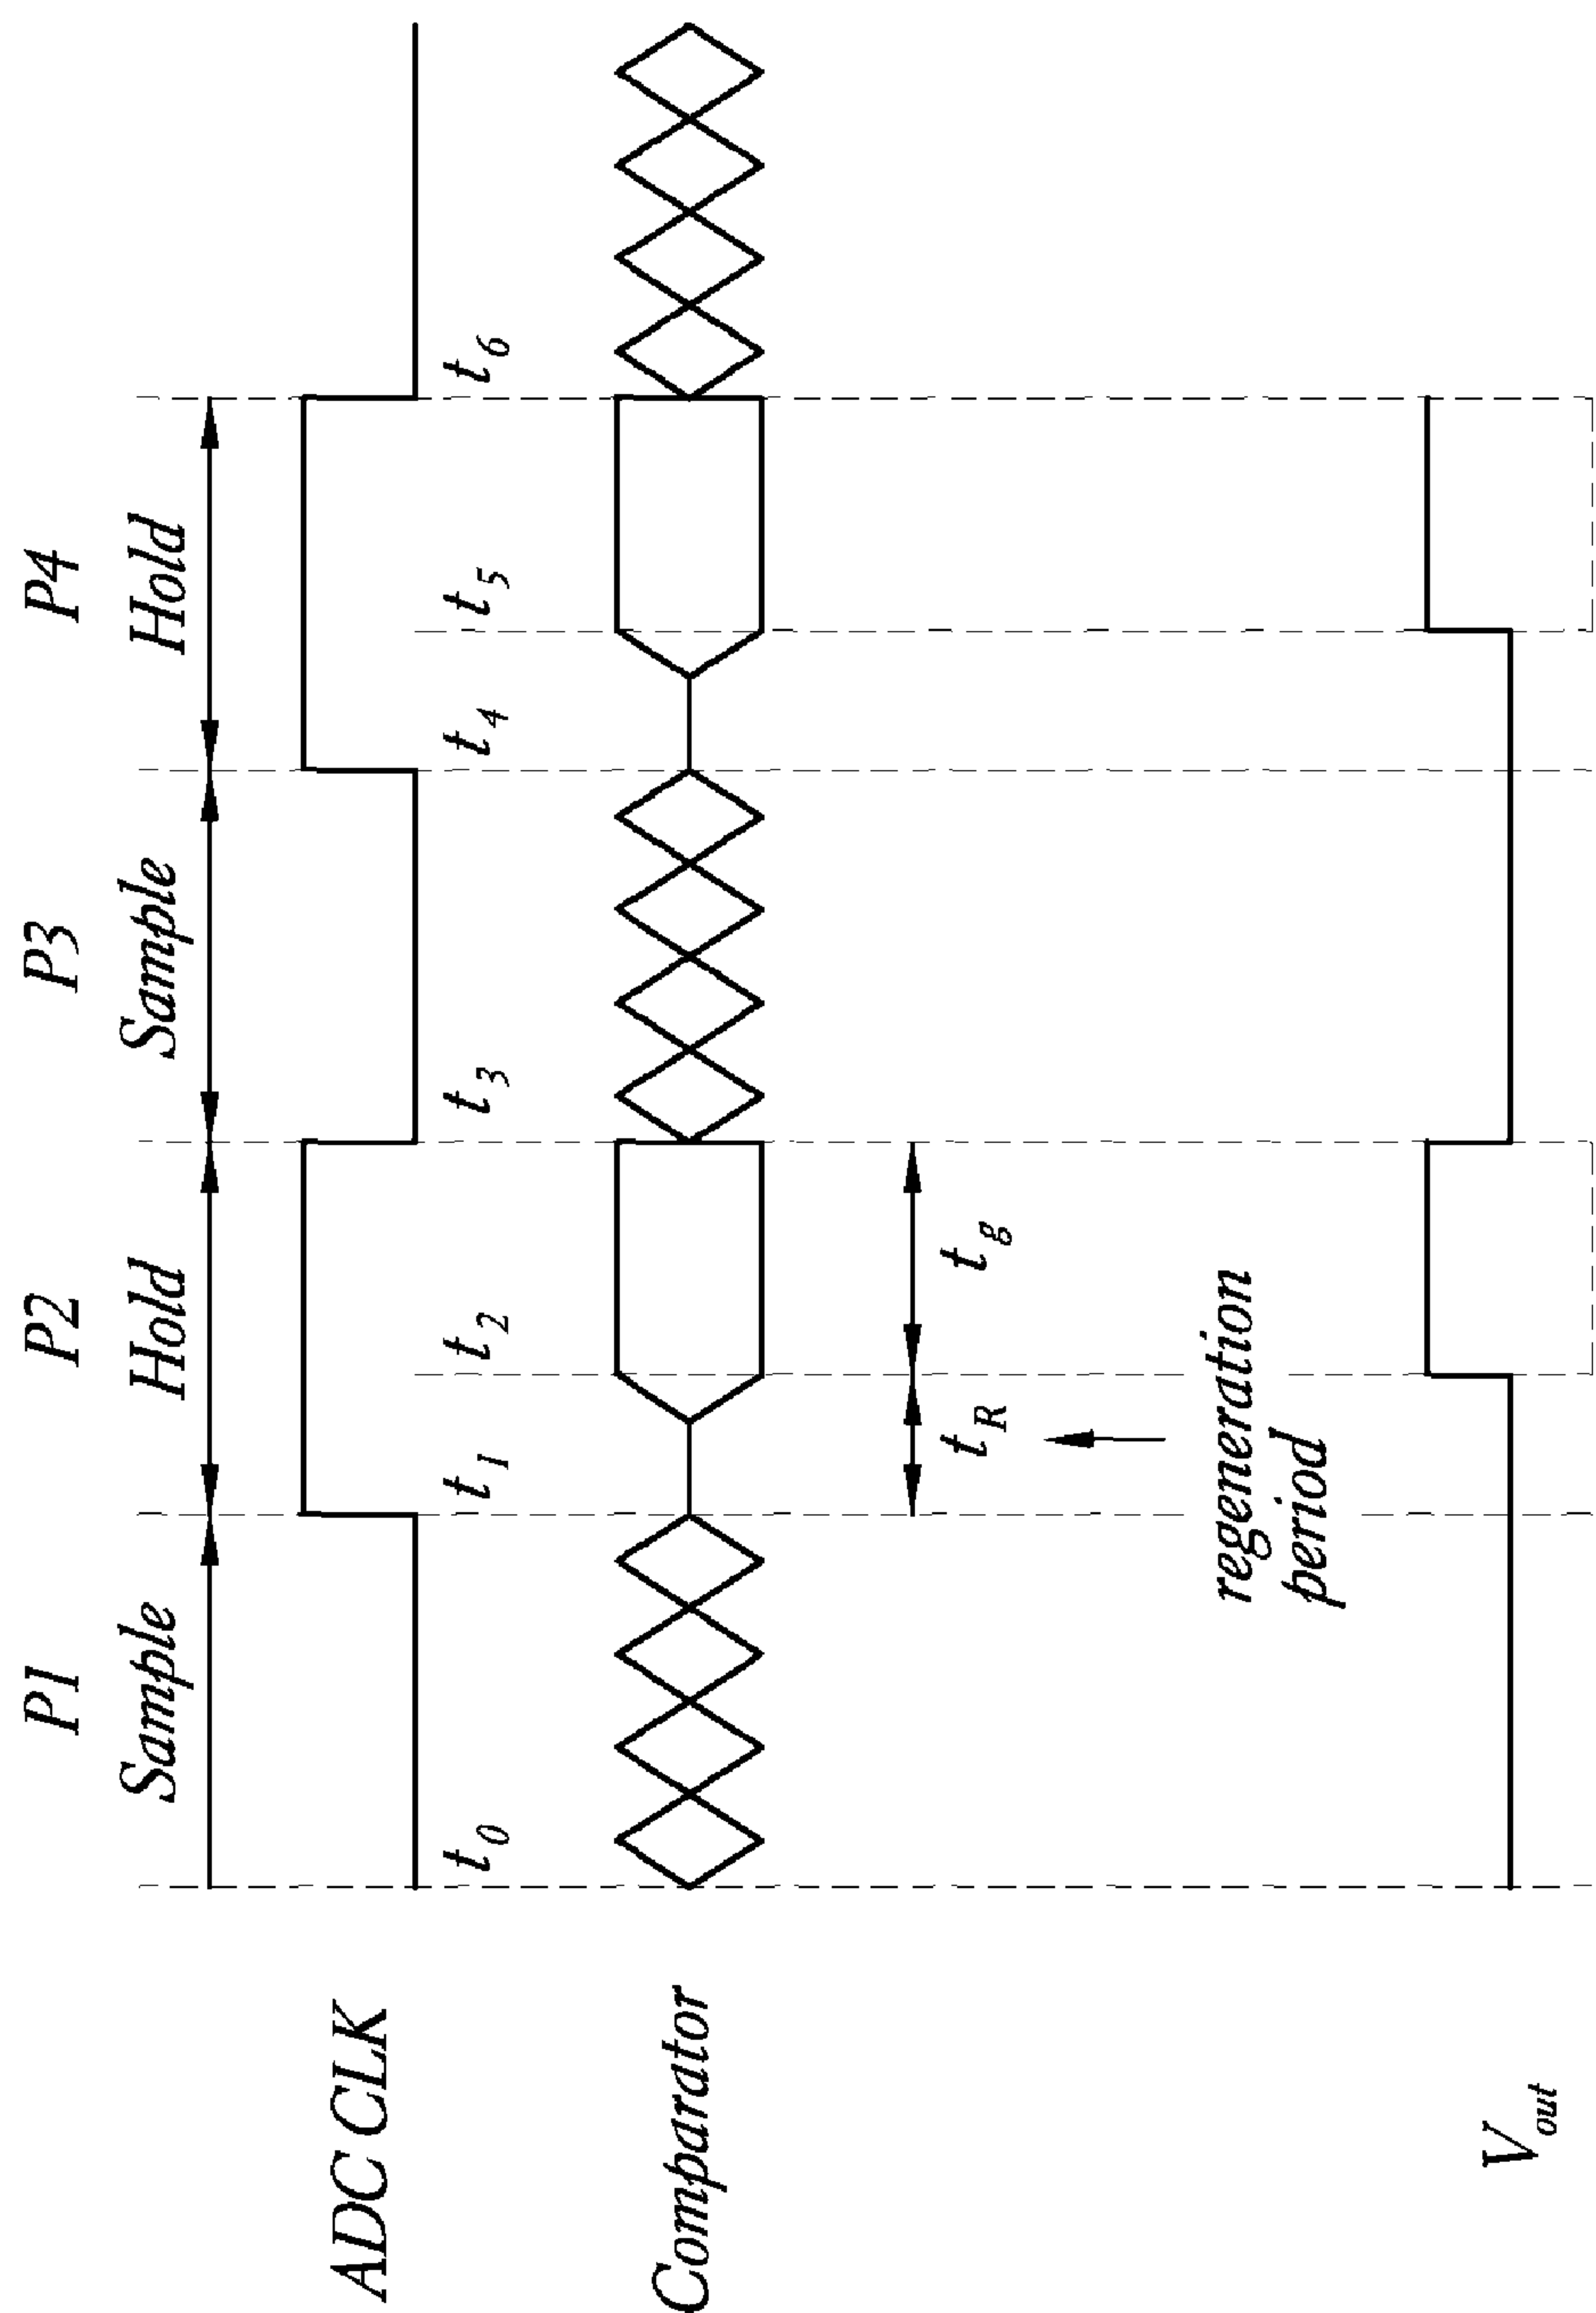 P1 P2 P3 P4
Sample Hold Sample Hold
ADC CLK
t0 t1 t2 t3 t4 t5 t6
Comparator
tR tg
regeneration
period
Vout